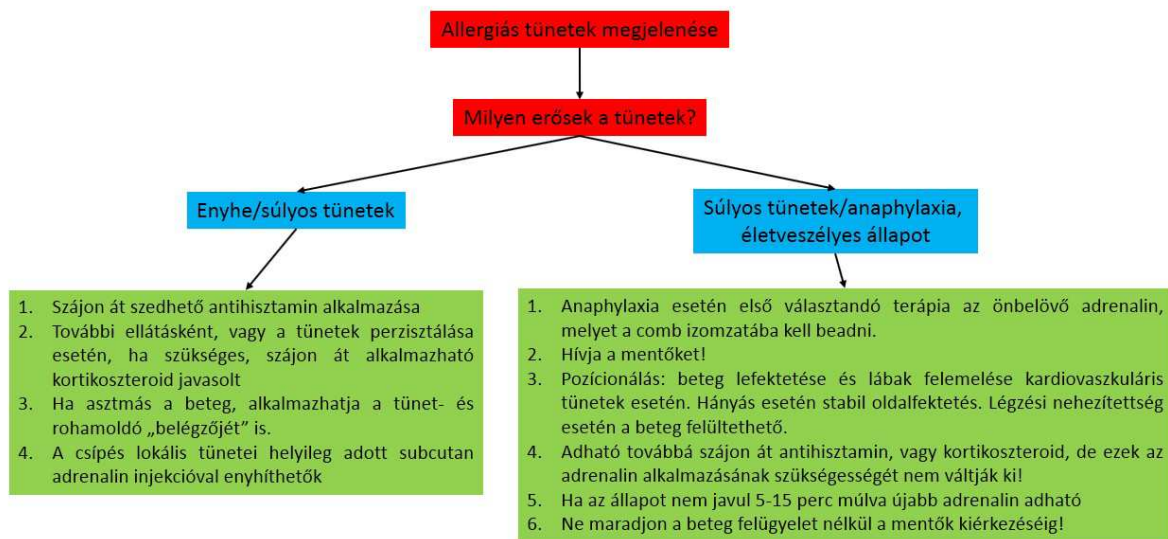 Allergiás tünetek megjelenése
Milyen erősek a tünetek?
Enyhe/súlyos tünetek
Súlyos tünetek/anaphylaxia,
életveszélyes állapot
1. Szájon át szedhető antihisztamin alkalmazása
2. További ellátásként, vagy a tünetek perzisztálása
esetén, ha szükséges, szájon át alkalmazható
kortikoszteroid javasolt
3. Ha asztmás a beteg, alkalmazhatja a tünet- és
rohamoldó „belégzőjét” is.
4. A csípés lokális tünetei helyileg adott subcutan
adrenalin injekcióval enyhíthetők
1. Anaphylaxia esetén első választandó terápia az önbelövő adrenalin,
melyet a comb izomzatába kell beadni.
2. Hívja a mentőket!
3. Pozícionálás: beteg lefektetése és lábak felemelése kardiovaszkuláris
tünetek esetén. Hányás esetén stabil oldalfektetés. Légzési nehezítettség
esetén a beteg felültethető.
4. Adható továbbá szájon át antihisztamin, vagy kortikoszteroid, de ezek az
adrenalin alkalmazásának szükségességét nem váltják ki!
5. Ha az állapot nem javul 5-15 perc múlva újabb adrenalin adható
6. Ne maradjon a beteg felügyelet nélkül a mentők kiérkezéséig!